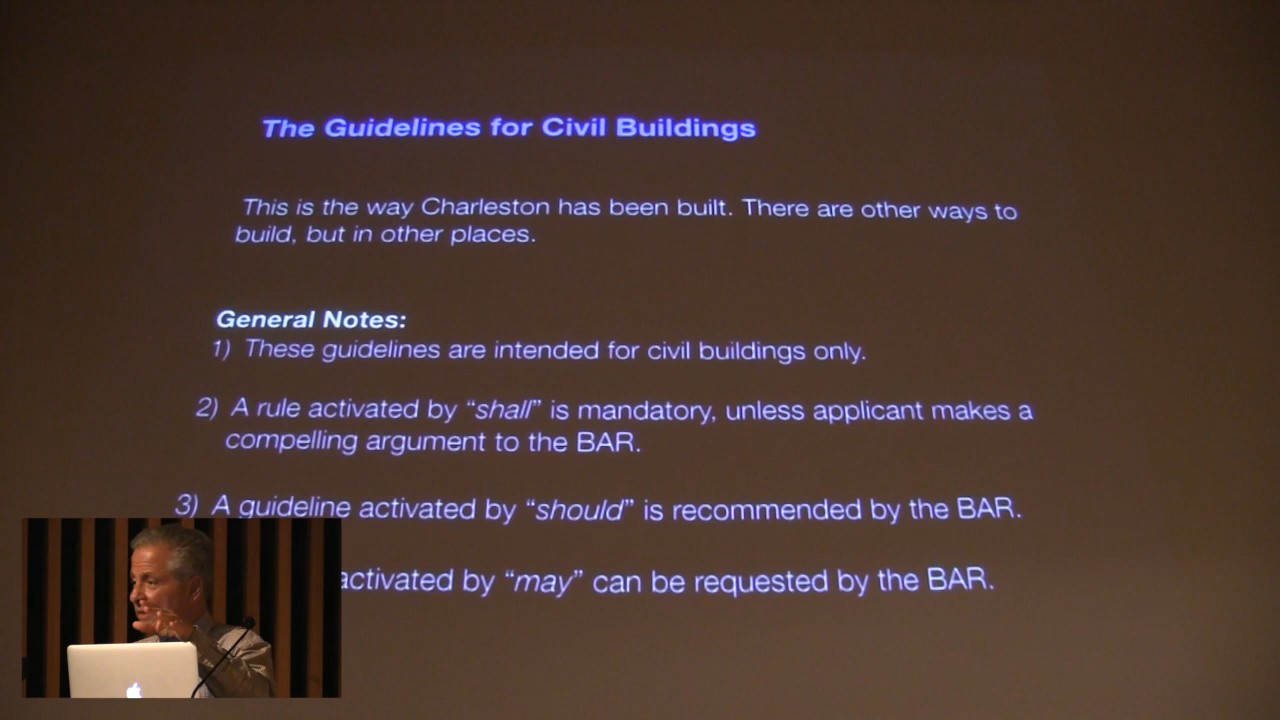 The Guidelines for Civil Buildings
This is the way Charleston has been built. There are other ways to
build, but in other places.
General Notes:
1) These guidelines are intended for civil buildings only.
2) A rule activated by “shall” is mandatory, unless applicant makes a
compelling argument to the BAR.
3) A guideline activated by “should” is recommended by the BAR.
activated by “may” can be requested by the BAR.